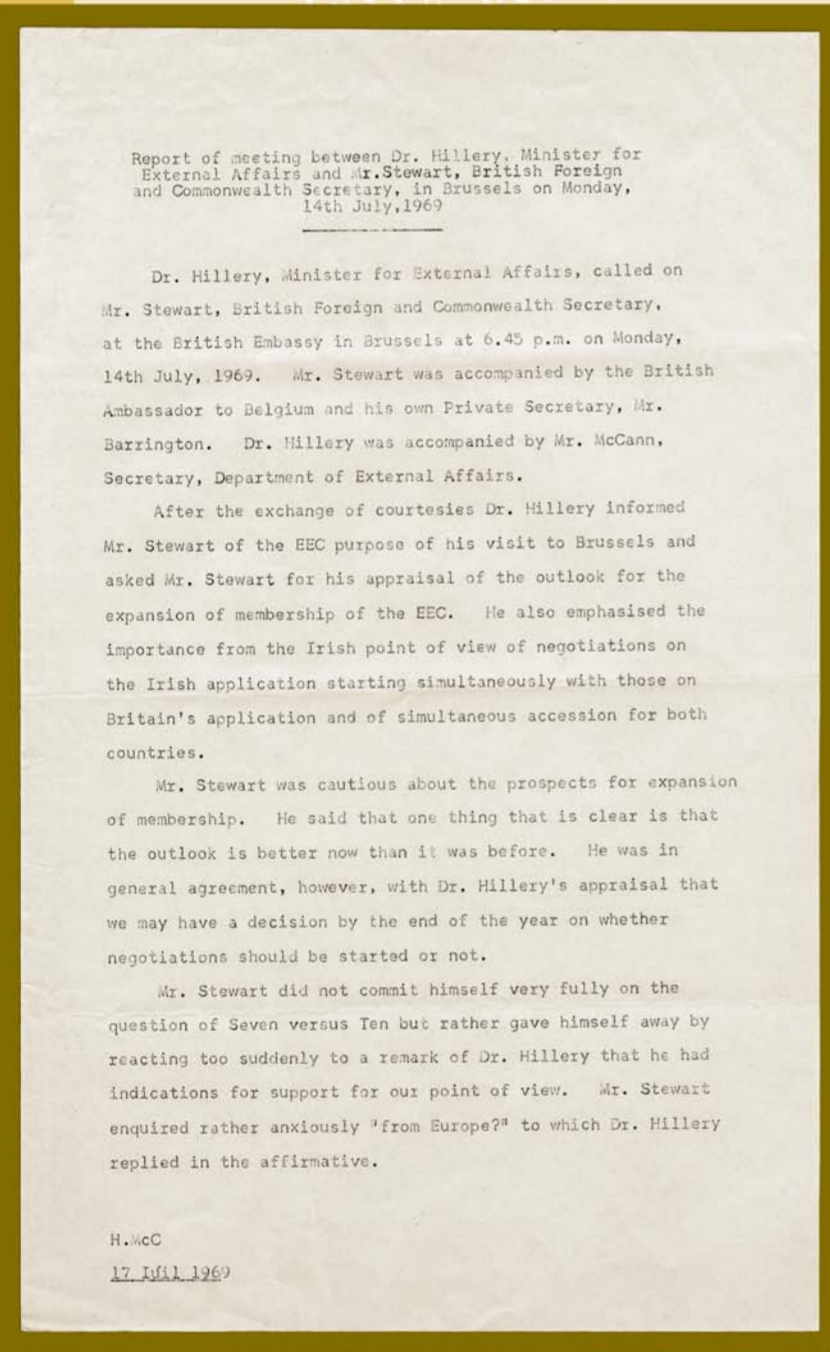 Report of meeting between Dr. Hillery, Minister for
External Affairs and Mr.Stewart, British Foreign
and Commonwealth Secretary, in Brussels on Monday,
14th July,1969
Dr. Hillery, Minister for External Affairs, called on
Mr. Stewart, British Foreign and Commonwealth Secretary,
at the British Embassy in Brussels at 6.45 p.m. on Monday,
14th July, 1969. Mr. Stewart was accompanied by the British
Ambassador to Belgium and his own Private Secretary, Mr.
Barrington. Dr. Hillery was accompanied by Mr. McCann,
Secretary, Department of External Affairs.
After the exchange of courtesies Dr. Hillery informed
Mr. Stewart of the EEC purpose of his visit to Brussels and
asked Mr. Stewart for his appraisal of the outlook for the
expansion of membership of the EEC. He also emphasised the
importance from the Irish point of view of negotiations on
the Irish application starting simultaneously with those on
Britain's application and of simultaneous accession for both
countries.
Mr. Stewart was cautious about the prospects for expansion
of membership. He said that one thing that is clear is that
the outlook is better now than it was before. He was in
general agreement, however, with Dr. Hillery's appraisal that
we may have a decision by the end of the year on whether
negotiations should be started or not.
Mr. Stewart did not commit himself very fully on the
question of Seven versus Ten but rather gave himself away by
reacting too suddenly to a remark of Dr. Hillery that he had
indications for support for our point of view. Mr. Stewart
enquired rather anxiously "from Europe?" to which Dr. Hillery
replied in the affirmative.
H.McC
17 Iúil 1969